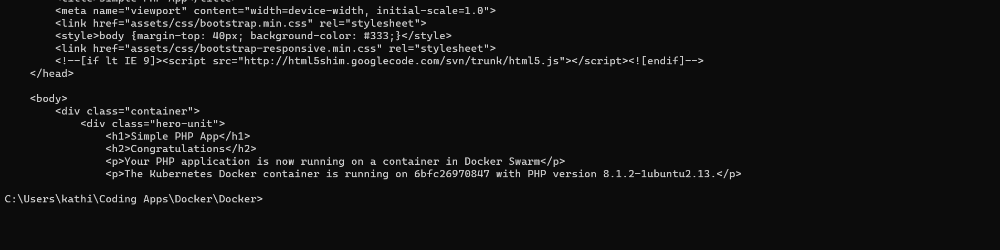 <title>Simple PHP App</title>
<meta name="viewport" content="width=device-width, initial-scale=1.0">
<link href="assets/css/bootstrap.min.css" rel="stylesheet">
<style>body {margin-top: 40px; background-color: #333;}</style>
<link href="assets/css/bootstrap-responsive.min.css" rel="stylesheet">
<!--[if lt IE 9]><script src="http://html5shim.googlecode.com/svn/trunk/html5.js"></script><![endif]-->
</head>
<body>
<div class="container">
<div class="hero-unit">
<h1>Simple PHP App</h1>
<h2>Congratulations</h2>
<p>Your PHP application is now running on a container in Docker Swarm</p>
<p>The Kubernetes Docker container is running on 6bfc26970847 with PHP version 8.1.2-1ubuntu2.13.</p>
C:\Users\kathi\Coding Apps\Docker\Docker>